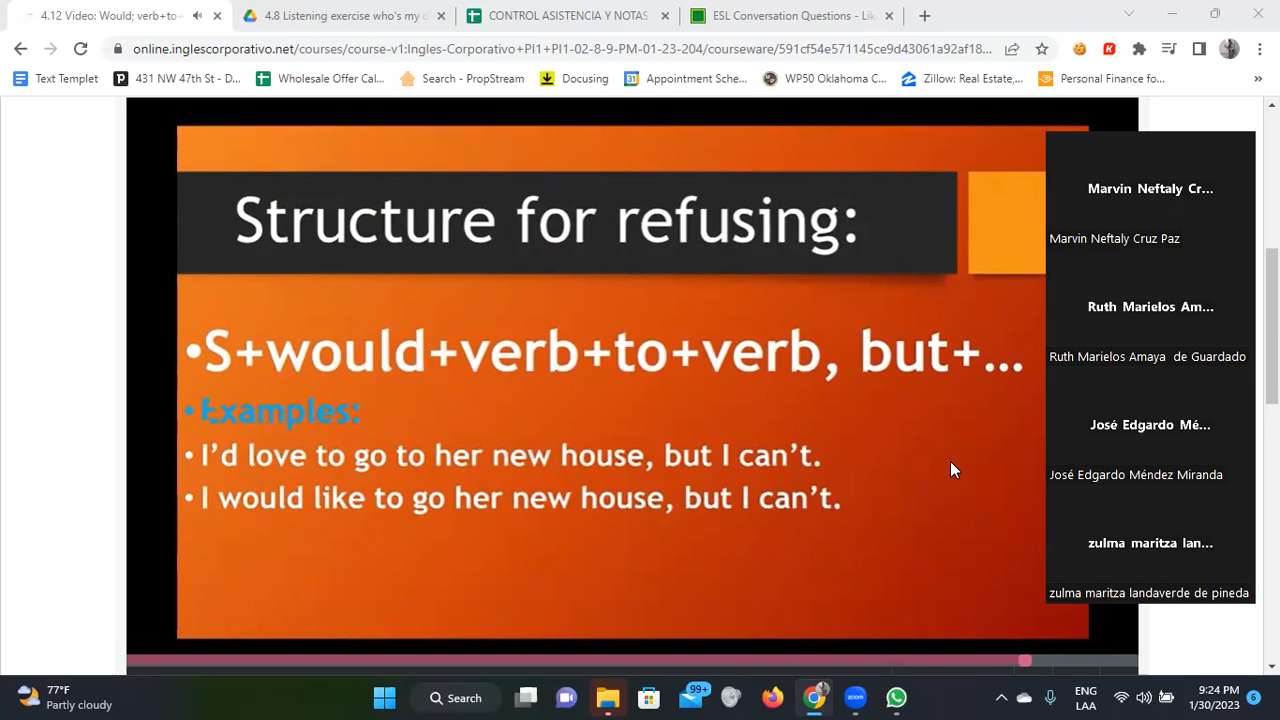 4.12 Video: Would; verb+to+
4.8 Listening exercise who's my d
CONTROL ASISTENCIA Y NOTAS
ESL Conversation Questions - Lik
online.inglescorporativo.net/courses/course-v1:Ingles-Corporativo+PI1+PI1-02-8-9-PM-01-23-204/courseware/591cf54e571145ce9d43061a92af18...
Text Templet
431 NW 47th St - D...
Wholesale Offer Cal...
Search - PropStream
Docusing
Appointment Sche...
WP50 Oklahoma C...
Zillow: Real Estate,...
Personal Finance fo...
»
Structure for refusing:
•S+would+verb+to+verb, but+...
• Examples:
• I'd love to go to her new house, but I can't.
• I would like to go her new house, but I can't.
Marvin Neftaly Cr...
Marvin Neftaly Cruz Paz
Ruth Marielos Am...
Ruth Marielos Amaya de Guardado
José Edgardo Mé...
José Edgardo Méndez Miranda
zulma maritza lan...
zulma maritza landaverde de pineda
77°F
Partly cloudy
Search
99+
zoom
ENG
LAA
9:24 PM
1/30/2023
6